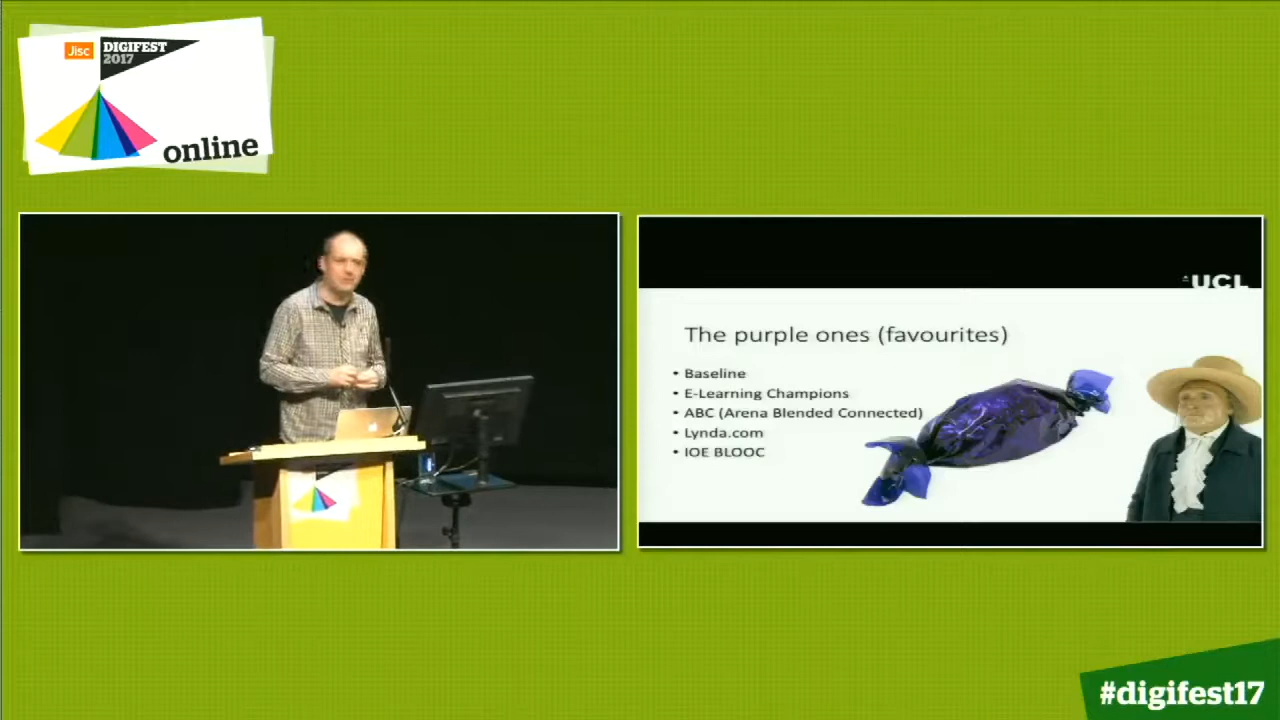 Jisc
DIGIFEST
2017
online
UCL
The purple ones (favourites)
• Baseline
• E-Learning Champions
• ABC (Arena Blended Connected)
• Lynda.com
• IOE BLOOC
#digifest17